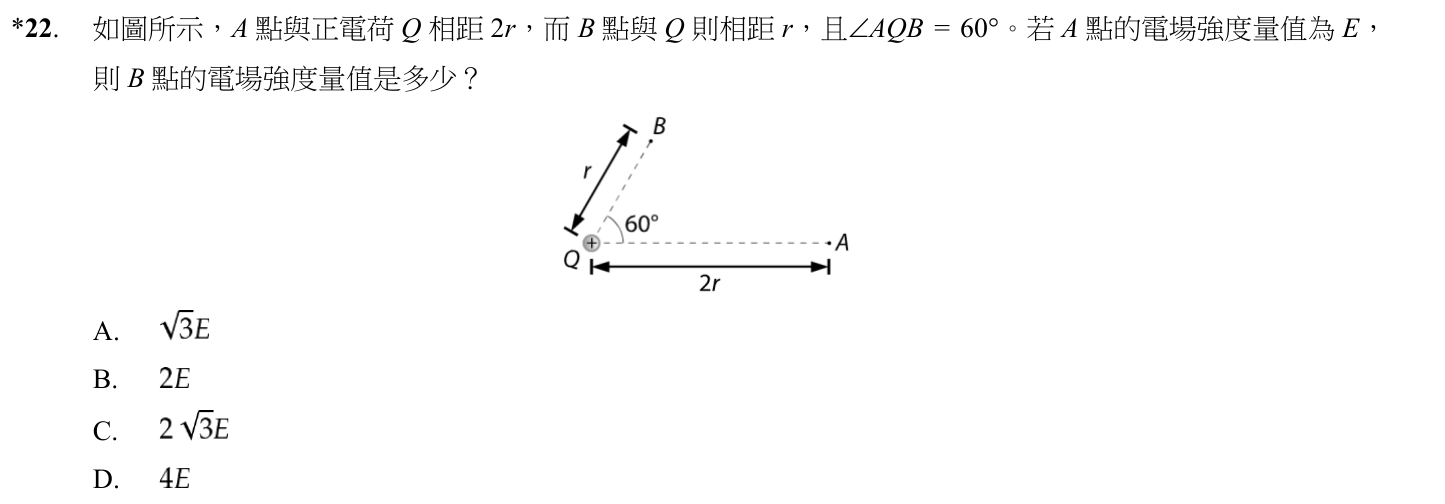 *22. 如圖所示，A 點與正電荷 Q 相距 2r，而 B 點與 Q 則相距 r，且∠AQB = 60°。若 A 點的電場強度量值為 E，
則 B 點的電場強度量值是多少？
B
r
60°
+
A
Q
2r
A. √3E
B. 2E
C. 2√3E
D. 4E